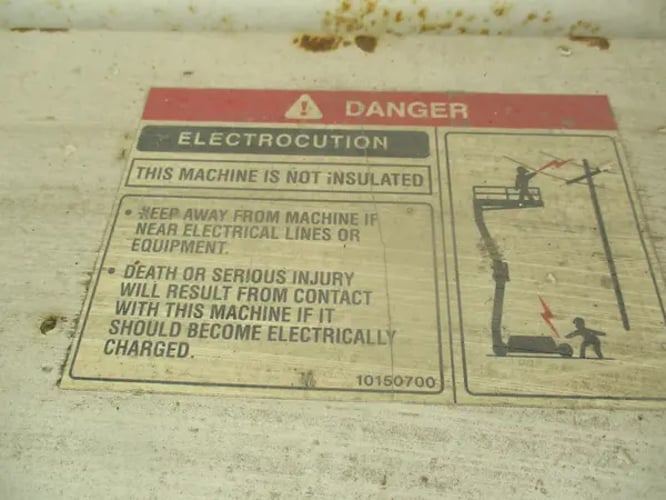 DANGER
ELECTROCUTION
THIS MACHINE IS NOT INSULATED
• KEEP AWAY FROM MACHINE IF
NEAR ELECTRICAL LINES OR
EQUIPMENT.
• DEATH OR SERIOUS INJURY
WILL RESULT FROM CONTACT
WITH THIS MACHINE IF IT
SHOULD BECOME ELECTRICALLY
CHARGED.
10150700